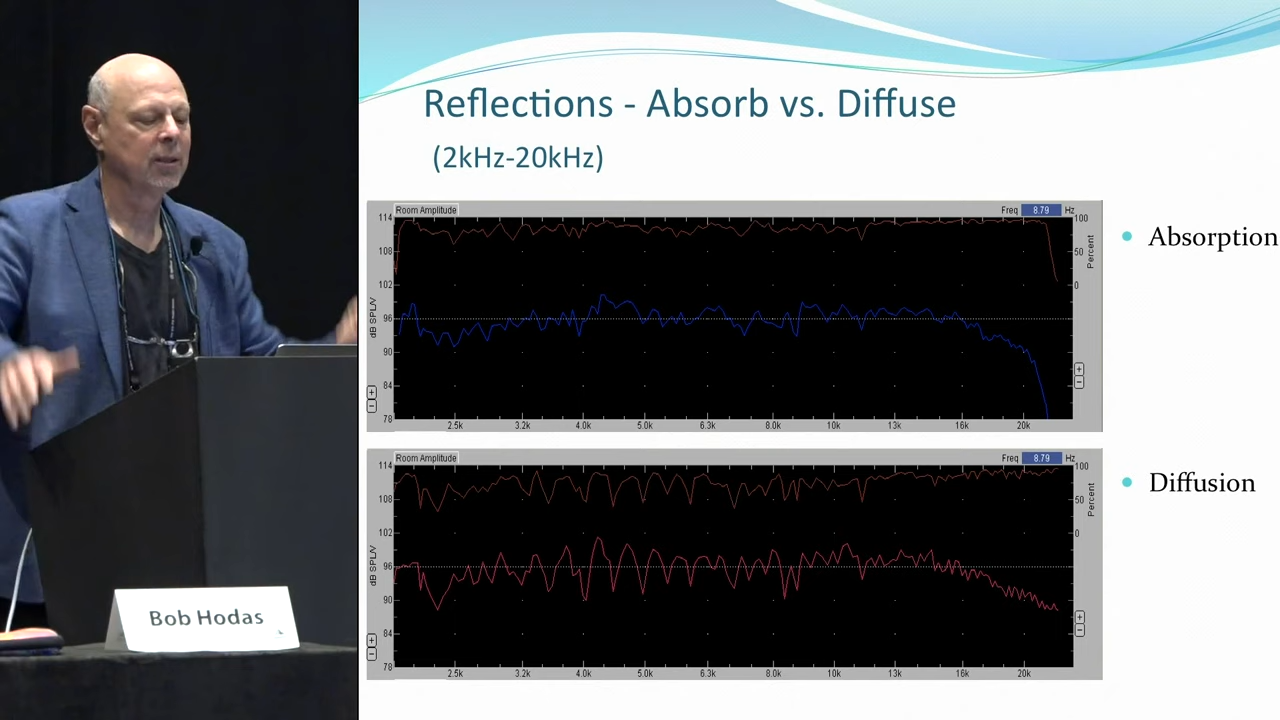 Reflections - Absorb vs. Diffuse
(2kHz-20kHz)
Room Amplitude
Freq 8.79 Hz
114
108
102
96
90
84
78
dB SPL/V
100
50
0
Percent
+
-
+
-
2.5k 3.2k 4.0k 5.0k 6.3k 8.0k 10k 13k 16k 20k
• Absorption
Room Amplitude
Freq 8.79 Hz
114
108
102
96
90
84
78
dB SPL/V
100
50
0
Percent
+
-
+
-
2.5k 3.2k 4.0k 5.0k 6.3k 8.0k 10k 13k 16k 20k
• Diffusion
Bob Hodas